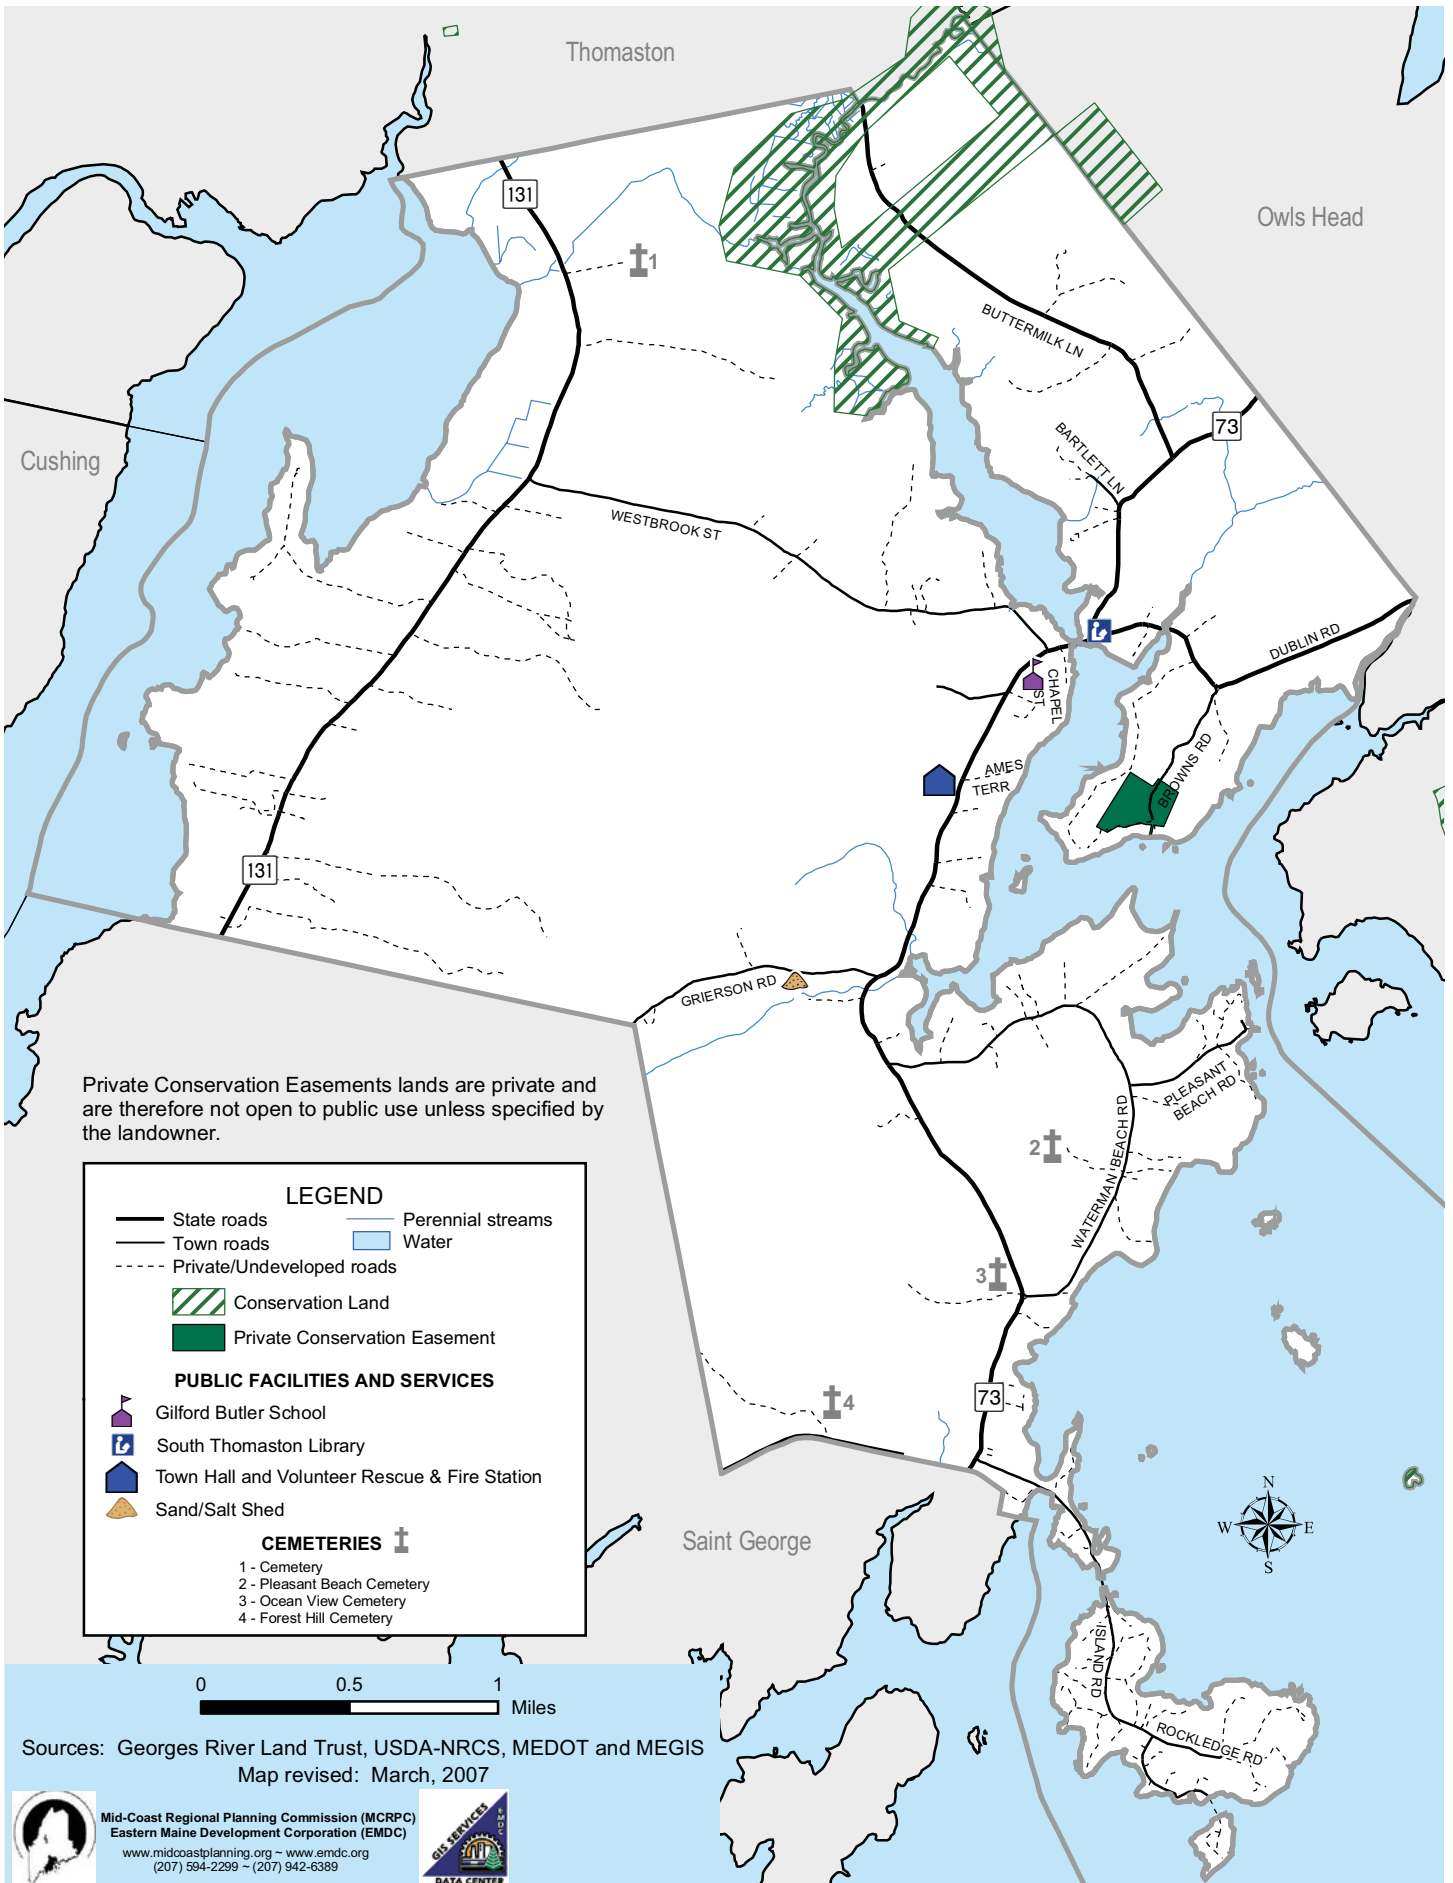 Thomaston
Owls Head
Cushing
Saint George
131
1
BUTTERMILK LN
73
BARTLETT LN
WESTBROOK ST
DUBLIN RD
CHAPEL
ST
AMES
TERR
BROWNS RD
131
GRIERSON RD
PLEASANT
BEACH RD
WATERMAN BEACH RD
2
3
73
4
ISLAND RD
ROCKLEDGE RD
N
W E
S
Private Conservation Easements lands are private and
are therefore not open to public use unless specified by
the landowner.
LEGEND
State roads
Perennial streams
Town roads
Water
Private/Undeveloped roads
Conservation Land
Private Conservation Easement
PUBLIC FACILITIES AND SERVICES
Gilford Butler School
South Thomaston Library
Town Hall and Volunteer Rescue & Fire Station
Sand/Salt Shed
CEMETERIES
1 - Cemetery
2 - Pleasant Beach Cemetery
3 - Ocean View Cemetery
4 - Forest Hill Cemetery
0 0.5 1
Miles
Sources: Georges River Land Trust, USDA-NRCS, MEDOT and MEGIS
Map revised: March, 2007
Mid-Coast Regional Planning Commission (MCRPC)
Eastern Maine Development Corporation (EMDC)
www.midcoastplanning.org ~ www.emdc.org
(207) 594-2299 ~ (207) 942-6389
GIS SERVICES
EMDC
DATA CENTER